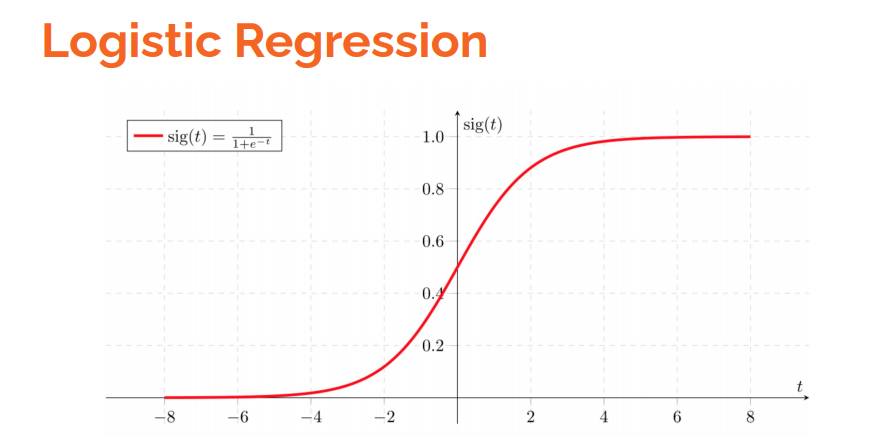 Logistic Regression
sig(t) = 1/(1+e^−t)
sig(t)
1.0
0.8
0.6
0.4
0.2
t
−8 −6 −4 −2 2 4 6 8